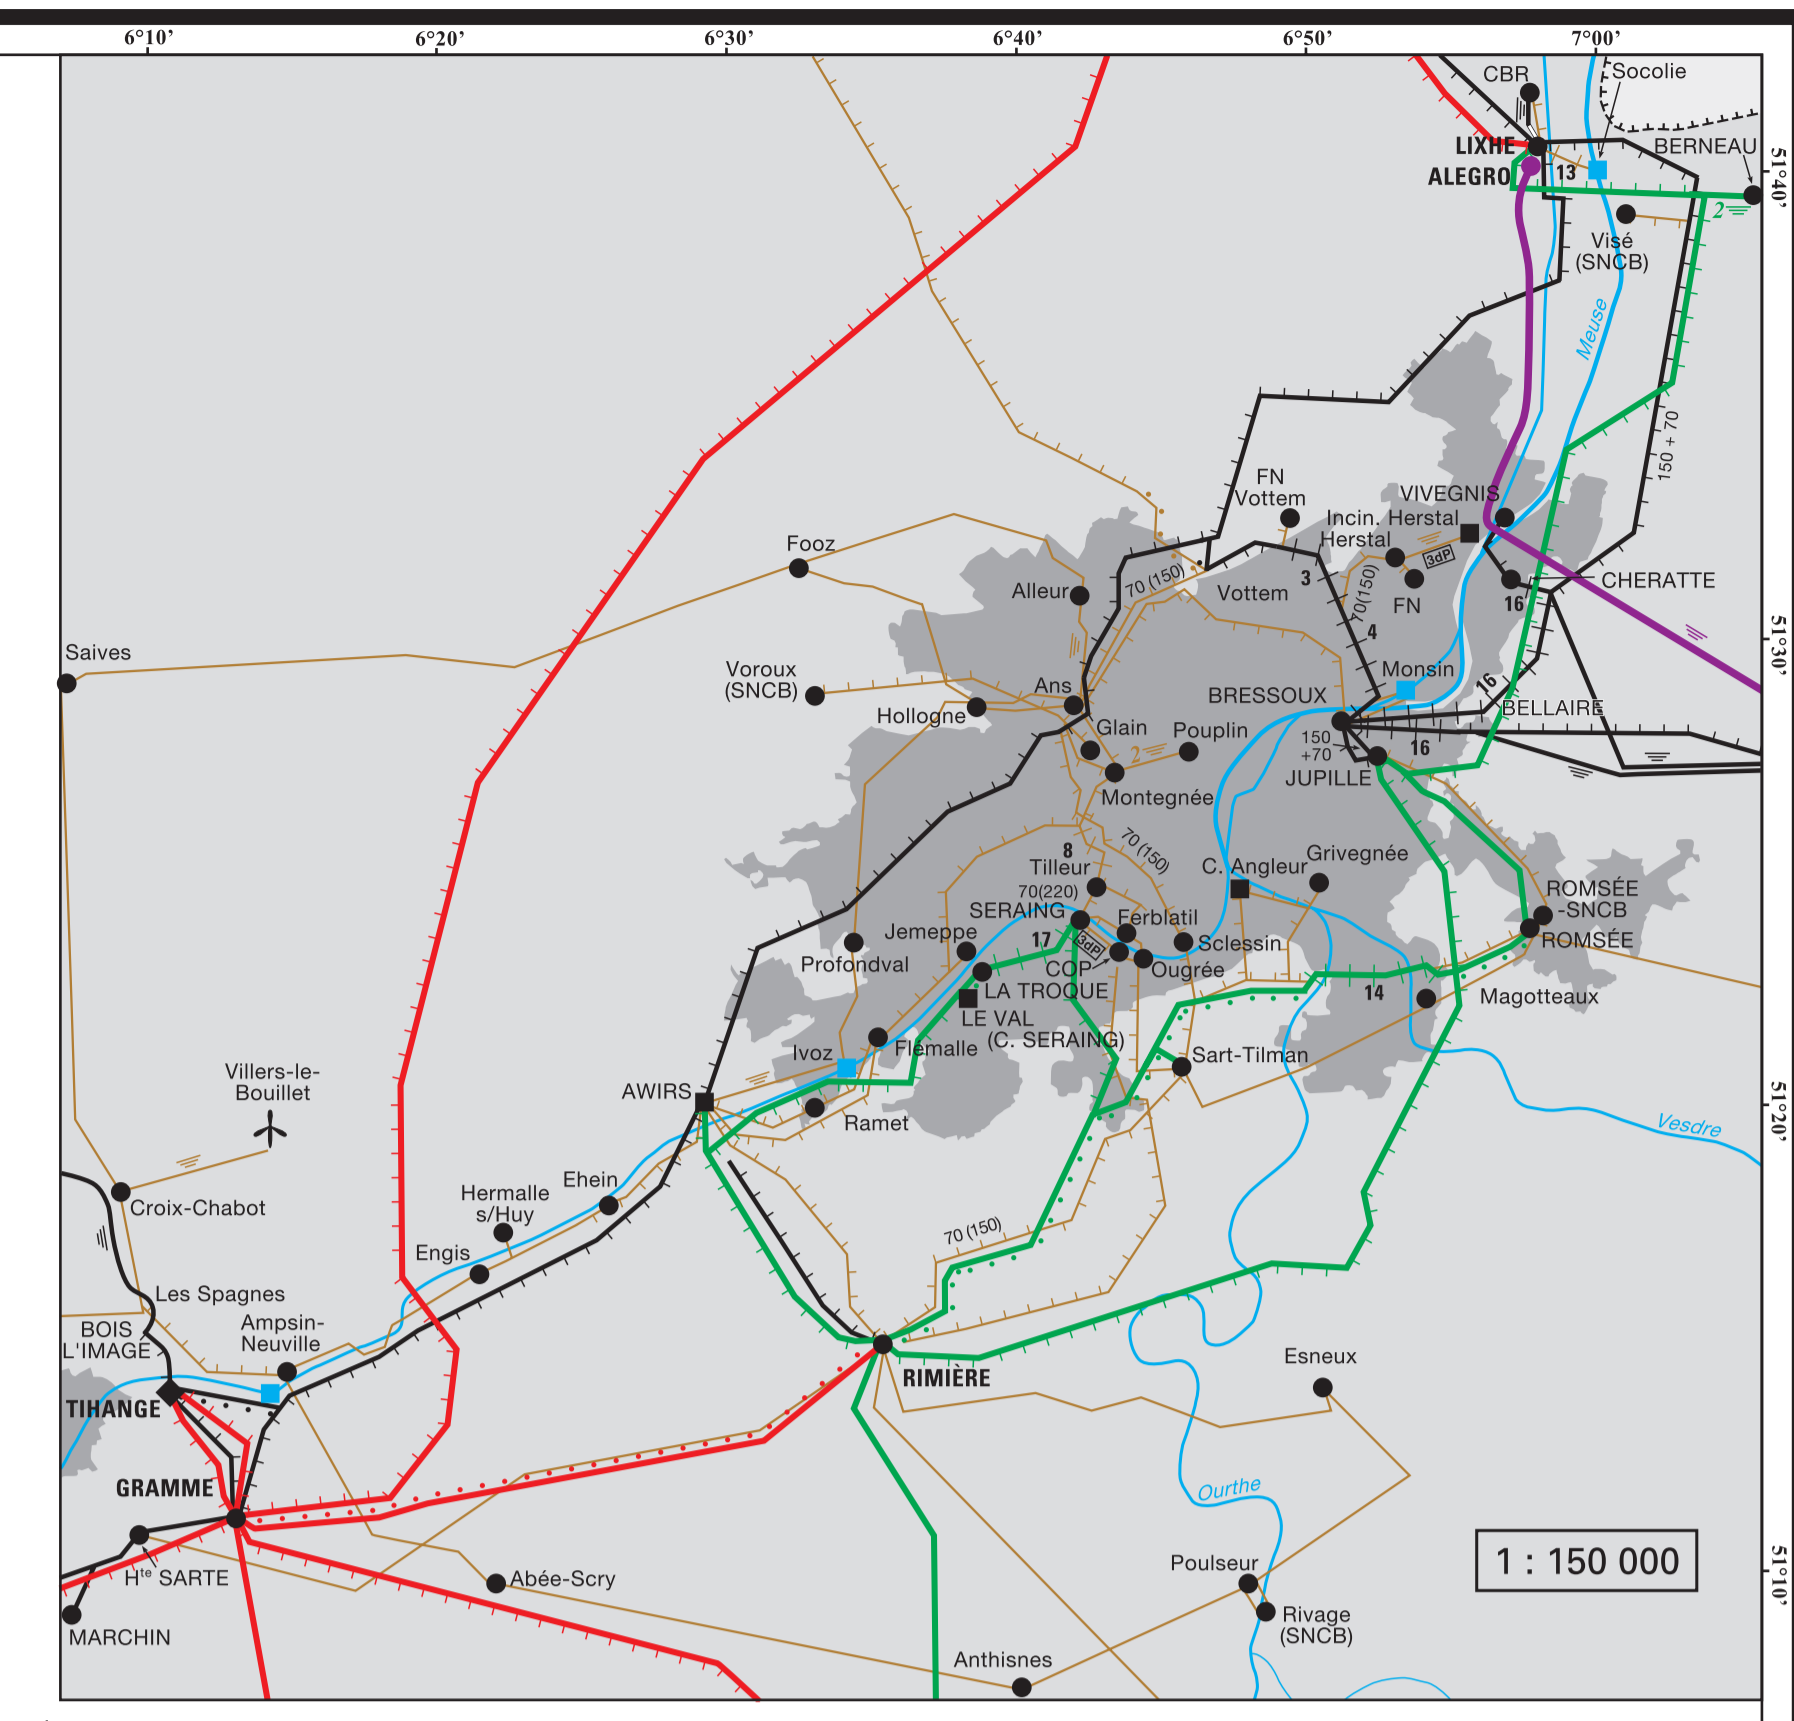 6°10'
6°20'
6°30'
6°40'
6°50'
7°00'
CBR
Socolie
LIXHE
BERNEAU
ALEGRO
13
51°40'
2
Visé
(SNCB)
Meuse
150 + 70
FN
Vottem
VIVEGNIS
Incin. Herstal
Herstal
3dP
Fooz
Alleur
70 (150)
Vottem
3
70(150)
FN
16
CHERATTE
4
51°30'
Saives
Voroux
(SNCB)
Ans
Monsin
BRESSOUX
16
BELLAIRE
Hollogne
Glain
Pouplin
2
150
+70
16
JUPILLE
Montegnée
70 (150)
8
Tilleur
C. Angleur
Grivegnée
70(220)
ROMSÉE
-SNCB
SERAING
Ferblatil
Jemeppe
17
3dP
Sclessin
ROMSÉE
Profondval
COP
Ougrée
LA TROQUE
14
Magotteaux
LE VAL
(C. SERAING)
Flémalle
Ivoz
Sart-Tilman
Villers-le-
Bouillet
AWIRS
Ramet
51°20'
Vesdre
Ehein
Hermalle
s/Huy
Croix-Chabot
70 (150)
Engis
Les Spagnes
Ampsin-
Neuville
BOIS
L'IMAGE
Esneux
RIMIÈRE
TIHANGE
GRAMME
Ourthe
1 : 150 000
Poulseur
Hte SARTE
Abée-Scry
51°10'
Rivage
(SNCB)
MARCHIN
Anthisnes